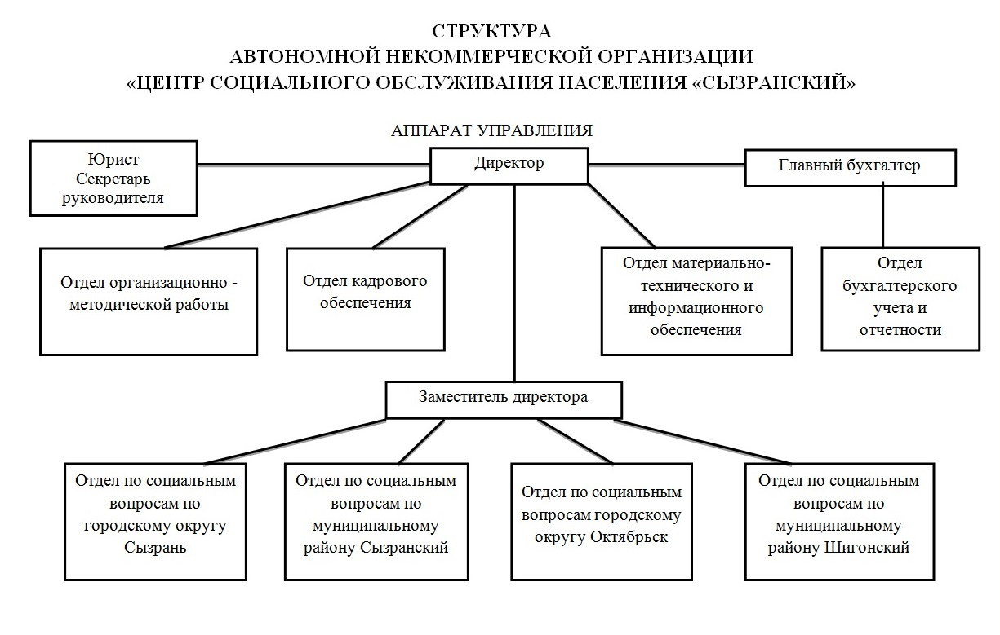 СТРУКТУРА
АВТОНОМНОЙ НЕКОММЕРЧЕСКОЙ ОРГАНИЗАЦИИ
«ЦЕНТР СОЦИАЛЬНОГО ОБСЛУЖИВАНИЯ НАСЕЛЕНИЯ «СЫЗРАНСКИЙ»
АППАРАТ УПРАВЛЕНИЯ
Юрист
Секретарь
руководителя
Директор
Главный бухгалтер
Отдел организационно -
методической работы
Отдел кадрового
обеспечения
Отдел материально-
технического и
информационного
обеспечения
Отдел
бухгалтерского
учета и
отчетности
Заместитель директора
Отдел по социальным
вопросам по
городскому округу
Сызрань
Отдел по социальным
вопросам по
муниципальному
району Сызранский
Отдел по социальным
вопросам городскому
округу Октябрьск
Отдел по социальным
вопросам по
муниципальному
району Шигонский